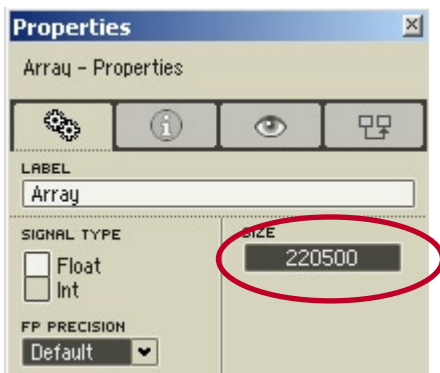 Properties
Array - Properties
LABEL
Array
SIGNAL TYPE
Float
Int
SIZE
220500
FP PRECISION
Default